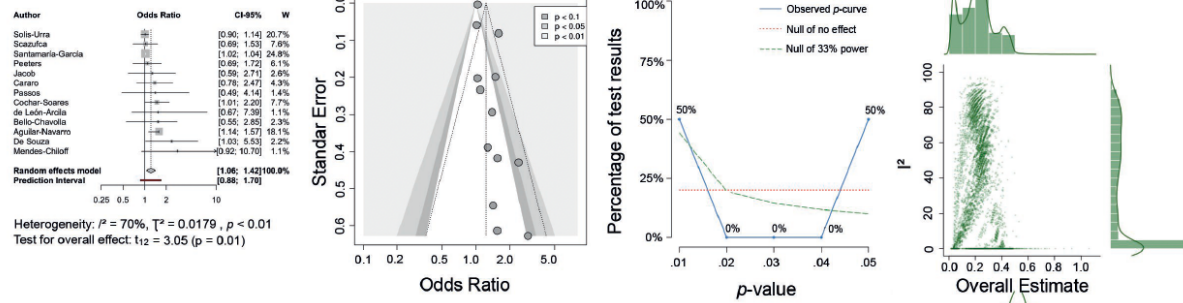 Author Odds Ratio CI-95% W
Solis-Urra [0.90; 1.14] 20.7%
Scazufca [0.69; 1.53] 7.6%
Santamaría-Garcia [1.02; 1.04] 24.8%
Peeters [0.69; 1.72] 6.1%
Jacob [0.59; 2.71] 2.6%
Cararo [0.78; 2.47] 4.3%
Passos [0.49; 4.14] 1.4%
Cochar-Soares [1.01; 2.20] 7.7%
de León-Arcila [0.67; 7.39] 1.1%
Bello-Chavolla [0.55; 2.85] 2.3%
Aguilar-Navarro [1.14; 1.57] 18.1%
De Souza [1.03; 5.53] 2.2%
Mendes-Chiloff [0.92; 10.70] 1.1%
Random effects model [1.06; 1.42] 100.0%
Prediction Interval [0.88; 1.70]
0.25 0.5 1 2 10
Heterogeneity: I² = 70%, Ʈ² = 0.0179 , p < 0.01
Test for overall effect: t12 = 3.05 (p = 0.01)
Standar Error
0.0
0.1
0.2
0.3
0.4
0.5
0.6
p < 0.1
p < 0.05
p < 0.01
0.1 0.2 0.5 1.0 2.0 5.0
Odds Ratio
Percentage of test results
100%
75%
50%
25%
0%
Observed p-curve
Null of no effect
Null of 33% power
50%
0%
0%
0%
50%
.01 .02 .03 .04 .05
p-value
I²
100
80
60
40
20
0
0.0 0.2 0.4 0.6 0.8 1.0
Overall Estimate